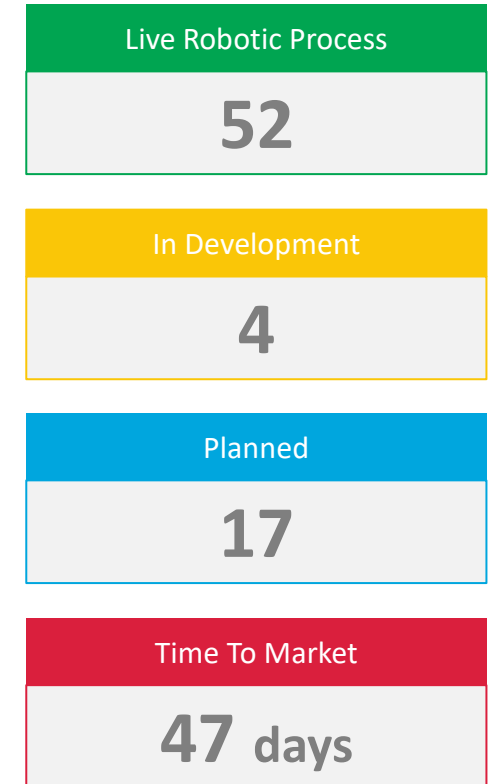 Live Robotic Process
52
In Development
4
Planned
17
Time To Market
47 days